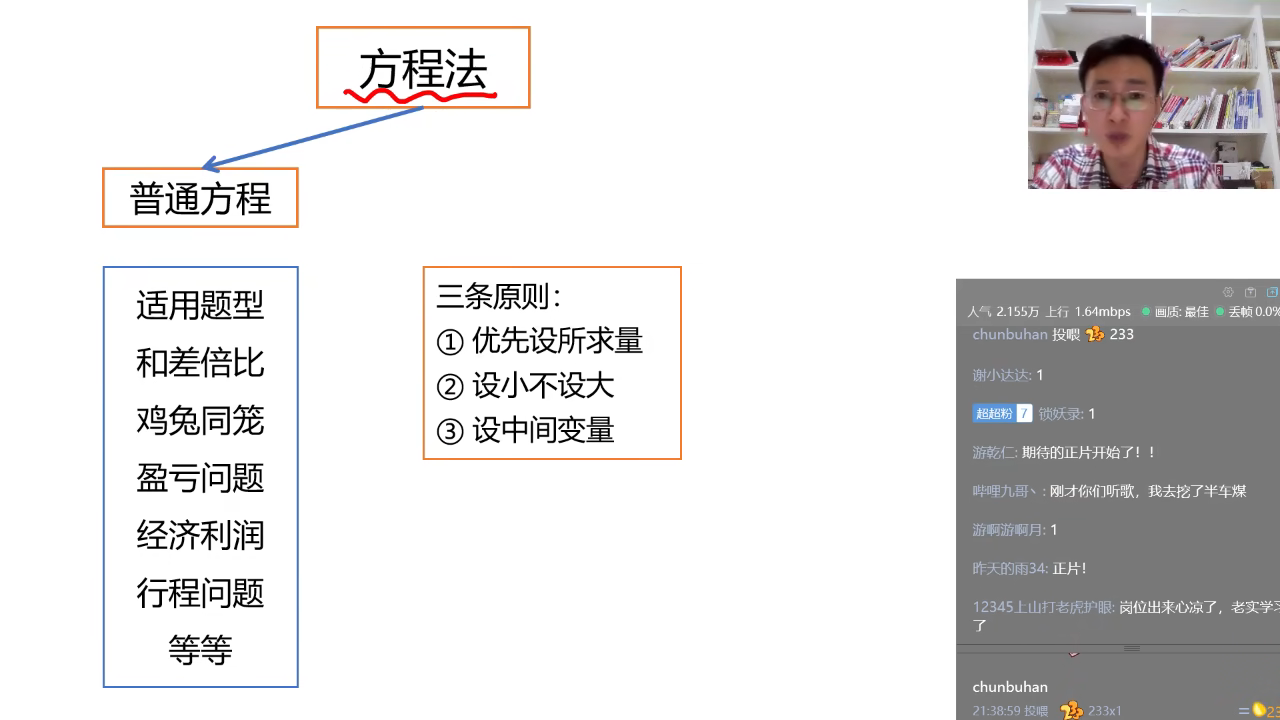 方程法
普通方程
适用题型
和差倍比
鸡兔同笼
盈亏问题
经济利润
行程问题
等等
三条原则：
① 优先设所求量
② 设小不设大
③ 设中间变量
人气 2.155万 上行 1.64mbps 画质: 最佳 丢帧 0.0%
chunbuhan 投喂 233
谢小达达: 1
超超粉 7 锁妖录: 1
游乾仁: 期待的正片开始了！！
哔哩九哥丶: 刚才你们听歌，我去挖了半车煤
游啊游啊月: 1
昨天的雨34: 正片！
12345上山打老虎护眼: 岗位出来心凉了，老实学习
了
chunbuhan
21:38:59 投喂 233x1